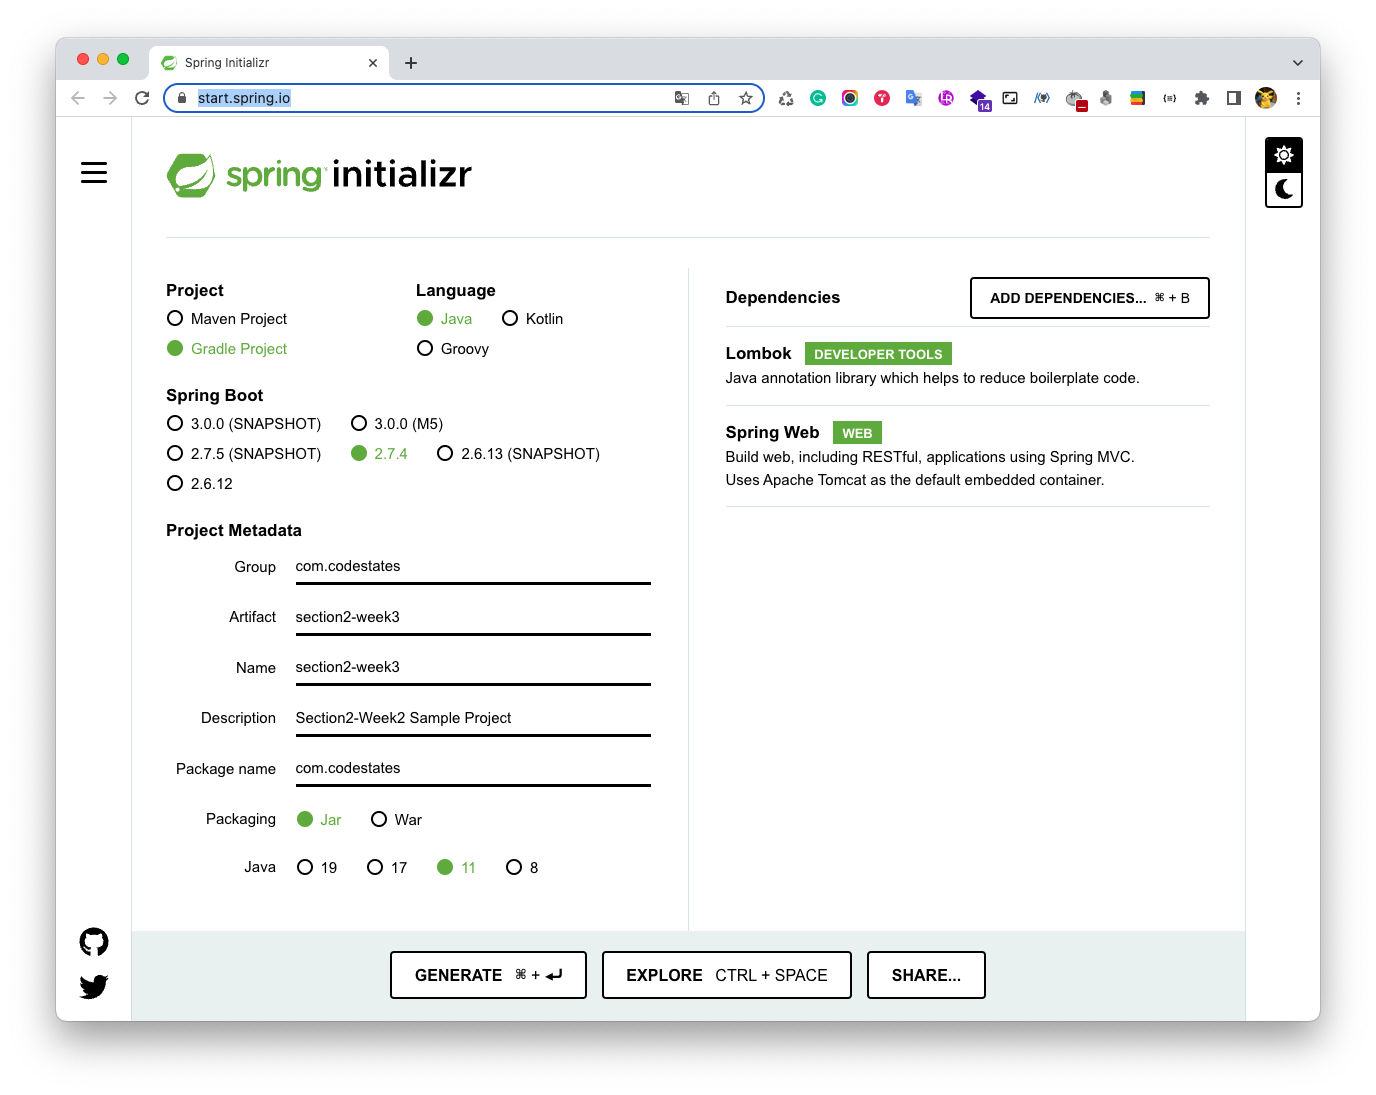 Spring Initializr
start.spring.io
14
spring initializr
Project
Maven Project
Gradle Project
Language
Java Kotlin
Groovy
Spring Boot
3.0.0 (SNAPSHOT) 3.0.0 (M5)
2.7.5 (SNAPSHOT) 2.7.4 2.6.13 (SNAPSHOT)
2.6.12
Project Metadata
Group com.codestates
Artifact section2-week3
Name section2-week3
Description Section2-Week2 Sample Project
Package name com.codestates
Packaging Jar War
Java 19 17 11 8
Dependencies
ADD DEPENDENCIES... ⌘ + B
Lombok DEVELOPER TOOLS
Java annotation library which helps to reduce boilerplate code.
Spring Web WEB
Build web, including RESTful, applications using Spring MVC.
Uses Apache Tomcat as the default embedded container.
GENERATE ⌘ + ↵
EXPLORE CTRL + SPACE
SHARE...